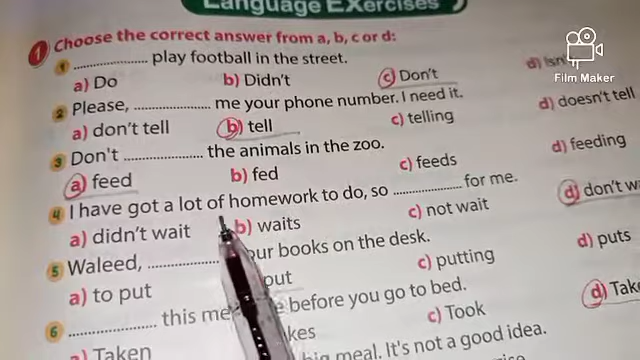 Language EXercises
1 Choose the correct answer from a, b, c or d:
1 .................... play football in the street.
a) Do b) Didn't c) Don't d) Isn'
2 Please, .................... me your phone number. I need it.
a) don't tell b) tell c) telling d) doesn't tell
3 Don't .................... the animals in the zoo.
a) feed b) fed c) feeds d) feeding
4 I have got a lot of homework to do, so .................... for me.
a) didn't wait b) waits c) not wait d) don't w
5 Waleed, .................... our books on the desk.
a) to put put c) putting d) puts
6 .................... this me before you go to bed.
a) Taken kes c) Took d) Take
big meal. It's not a good idea.
Film Maker